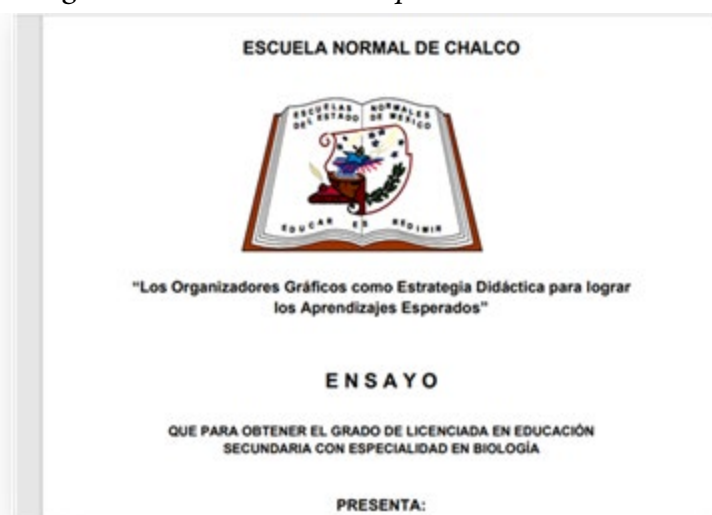 ESCUELA NORMAL DE CHALCO
ESCUELAS NORMALES
DEL ESTADO DE MEXICO
EDUCAR ES REDIMIR
“Los Organizadores Gráficos como Estrategia Didáctica para lograr
los Aprendizajes Esperados”
ENSAYO
QUE PARA OBTENER EL GRADO DE LICENCIADA EN EDUCACIÓN
SECUNDARIA CON ESPECIALIDAD EN BIOLOGÍA
PRESENTA: